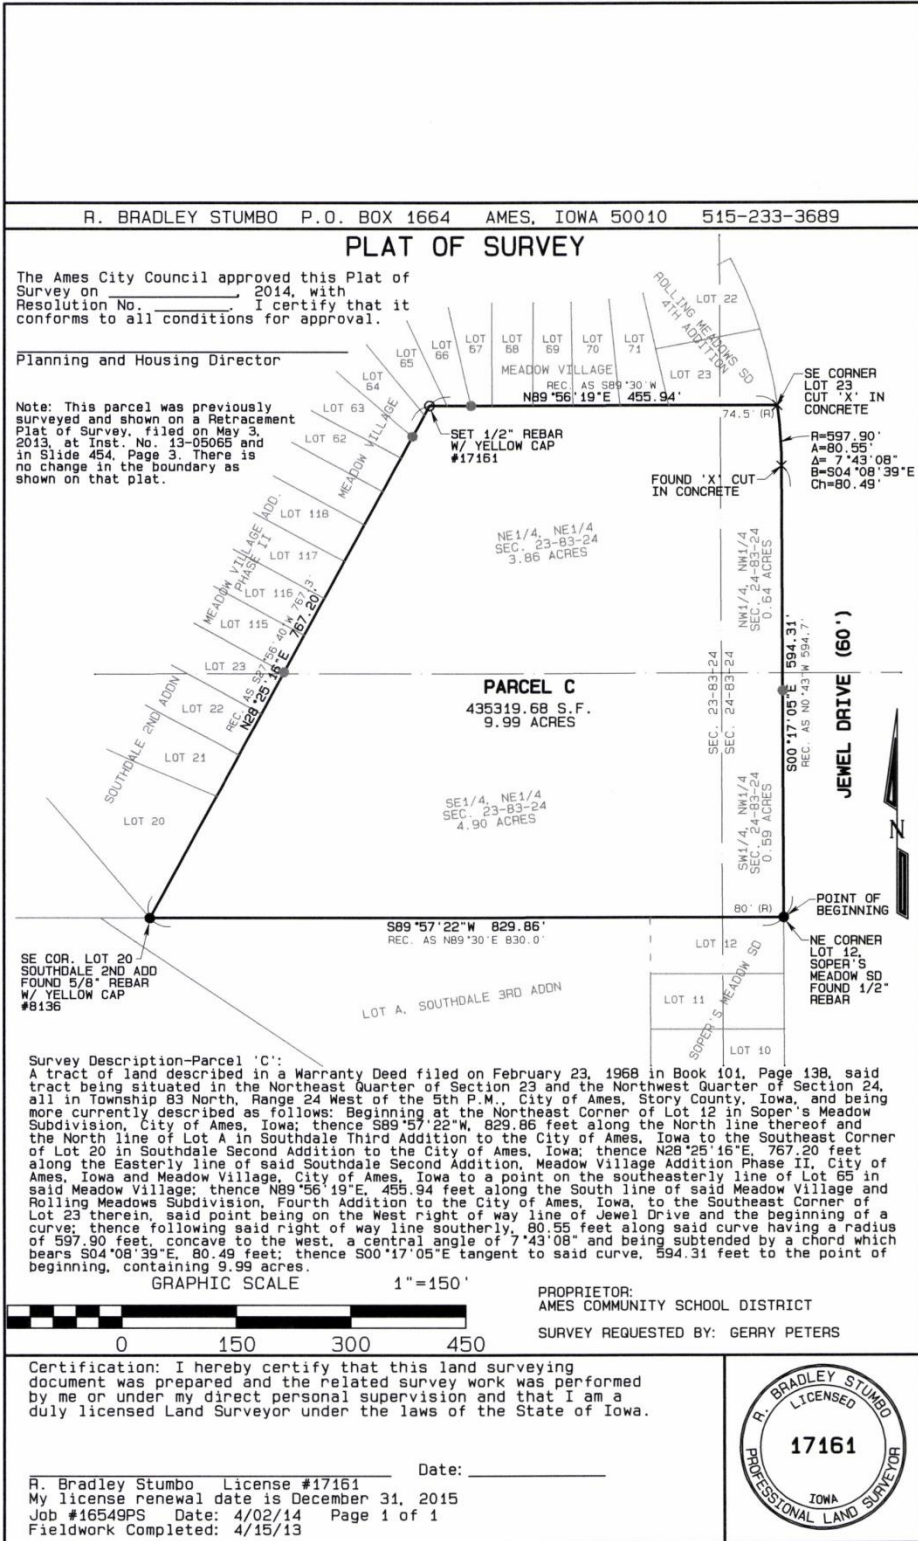 R. BRADLEY STUMBO P.O. BOX 1664 AMES, IOWA 50010 515-233-3689
PLAT OF SURVEY
The Ames City Council approved this Plat of
Survey on ____________, 2014, with
Resolution No. _________. I certify that it
conforms to all conditions for approval.
Planning and Housing Director
Note: This parcel was previously
surveyed and shown on a Retracement
Plat of Survey, filed on May 3,
2013, at Inst. No. 13-05065 and
in Slide 454, Page 3. There is
no change in the boundary as
shown on that plat.
ROLLING MEADOWS SD
4TH ADDITION
LOT 22
LOT 23
LOT 71
LOT 70
LOT 69
LOT 68
LOT 67
LOT 66
LOT 65
LOT 64
LOT 63
LOT 62
MEADOW VILLAGE
REC. AS S89°30'W
N89°56'19"E 455.94'
74.5' (R)
SE CORNER
LOT 23
CUT 'X' IN
CONCRETE
R=597.90'
A=80.55'
Δ= 7°43'08"
B=S04°08'39"E
Ch=80.49'
SET 1/2" REBAR
W/ YELLOW CAP
#17161
FOUND 'X' CUT
IN CONCRETE
MEADOW VILLAGE
MEADOW VILLAGE ADD.
PHASE II
LOT 118
LOT 117
LOT 116
LOT 115
LOT 23
LOT 22
LOT 21
LOT 20
SOUTHDALE 2ND ADDN
REC. AS S27°56'40"W 767.3'
N28°25'16"E 767.20'
NE1/4, NE1/4
SEC. 23-83-24
3.86 ACRES
NW1/4, NW1/4
SEC. 24-83-24
0.64 ACRES
PARCEL C
435319.68 S.F.
9.99 ACRES
SEC. 23-83-24
SEC. 24-83-24
S00°17'05"E 594.31'
REC. AS N0°43'W 594.7'
JEWEL DRIVE (60')
N
SE1/4, NE1/4
SEC. 23-83-24
4.90 ACRES
SW1/4, NW1/4
SEC. 24-83-24
0.59 ACRES
80' (R)
POINT OF
BEGINNING
S89°57'22"W 829.86'
REC. AS N89°30'E 830.0'
SE COR. LOT 20
SOUTHDALE 2ND ADD
FOUND 5/8" REBAR
W/ YELLOW CAP
#8136
NE CORNER
LOT 12,
SOPER'S
MEADOW SD
FOUND 1/2"
REBAR
LOT A, SOUTHDALE 3RD ADDN
LOT 12
LOT 11
LOT 10
SOPER'S MEADOW SD
Survey Description-Parcel 'C':
A tract of land described in a Warranty Deed filed on February 23, 1968 in Book 101, Page 138, said
tract being situated in the Northeast Quarter of Section 23 and the Northwest Quarter of Section 24,
all in Township 83 North, Range 24 West of the 5th P.M., City of Ames, Story County, Iowa, and being
more currently described as follows: Beginning at the Northeast Corner of Lot 12 in Soper's Meadow
Subdivision, City of Ames, Iowa; thence S89°57'22"W, 829.86 feet along the North line thereof and
the North line of Lot A in Southdale Third Addition to the City of Ames, Iowa to the Southeast Corner
of Lot 20 in Southdale Second Addition to the City of Ames, Iowa; thence N28°25'16"E, 767.20 feet
along the Easterly line of said Southdale Second Addition, Meadow Village Addition Phase II, City of
Ames, Iowa and Meadow Village, City of Ames, Iowa to a point on the southeasterly line of Lot 65 in
said Meadow Village; thence N89°56'19"E, 455.94 feet along the South line of said Meadow Village and
Rolling Meadows Subdivision, Fourth Addition to the City of Ames, Iowa, to the Southeast Corner of
Lot 23 therein, said point being on the West right of way line of Jewel Drive and the beginning of a
curve; thence following said right of way line southerly, 80.55 feet along said curve having a radius
of 597.90 feet, concave to the west, a central angle of 7°43'08" and being subtended by a chord which
bears S04°08'39"E, 80.49 feet; thence S00°17'05"E tangent to said curve, 594.31 feet to the point of
beginning, containing 9.99 acres.
GRAPHIC SCALE 1"=150'
0 150 300 450
PROPRIETOR:
AMES COMMUNITY SCHOOL DISTRICT
SURVEY REQUESTED BY: GERRY PETERS
Certification: I hereby certify that this land surveying
document was prepared and the related survey work was performed
by me or under my direct personal supervision and that I am a
duly licensed Land Surveyor under the laws of the State of Iowa.
Date: ____________
R. Bradley Stumbo License #17161
My license renewal date is December 31, 2015
Job #16549PS Date: 4/02/14 Page 1 of 1
Fieldwork Completed: 4/15/13
R. BRADLEY STUMBO
LICENSED
17161
IOWA
PROFESSIONAL LAND SURVEYOR